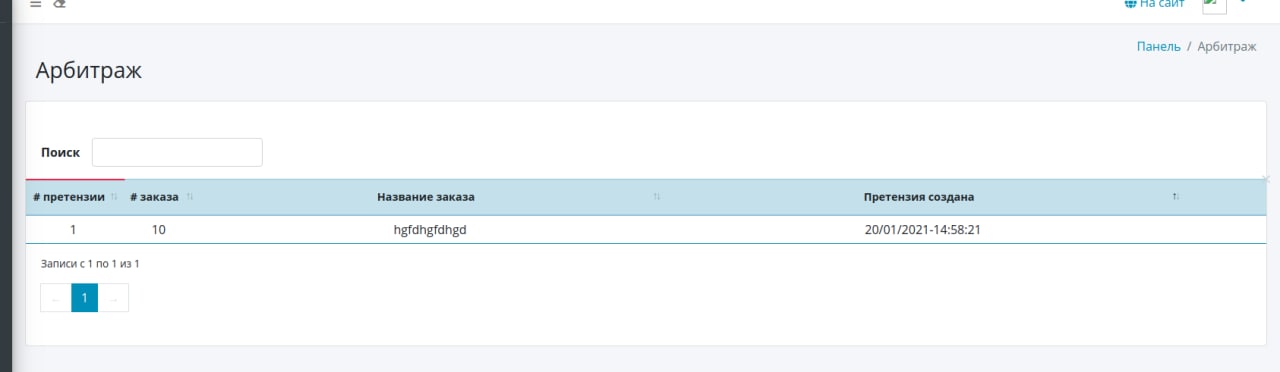 На сайт
Панель / Арбитраж
Арбитраж
Поиск
# претензии # заказа Название заказа Претензия создана
1 10 hgfdhgfdhgd 20/01/2021-14:58:21
Записи с 1 по 1 из 1
← 1 →